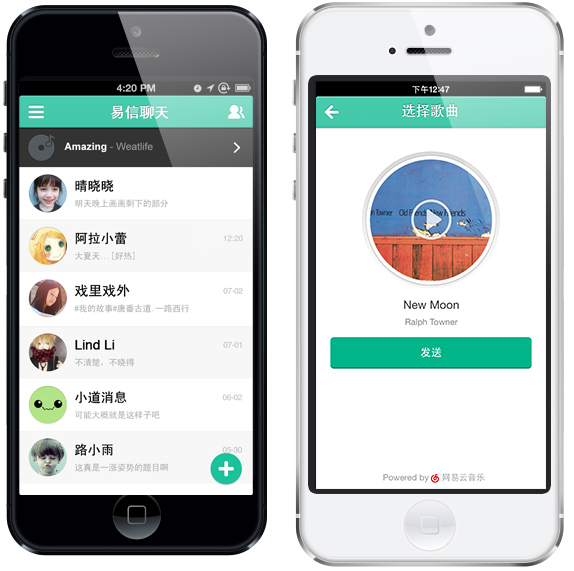 4:20 PM
易信聊天
Amazing - Weatlife
晴晓晓
明天晚上画画剩下的部分
阿拉小蕾
12:20
大夏天...[好热]
戏里戏外
07-02
#我的故事#唐番古道 一路西行
Lind Li
07-01
不清楚，不晓得
小道消息
06-02
可能大概就是这样子吧
路小雨
05-30
这真是一涨姿势的题目啊
下午12:47
选择歌曲
Old Friends New Friends
Towner
New Moon
Ralph Towner
发送
Powered by 网易云音乐